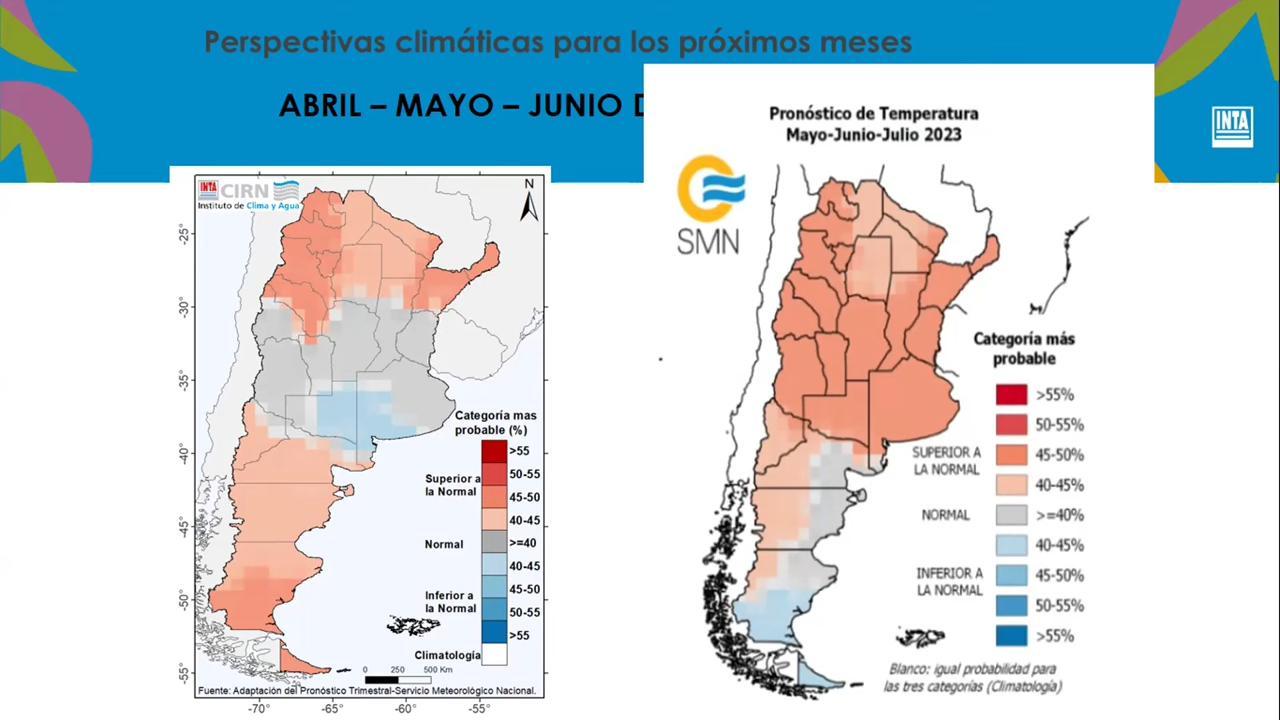 Perspectivas climáticas para los próximos meses
ABRIL – MAYO – JUNIO D
INTA
INTA CIRN
Instituto de Clima y Agua
N
-25°
-30°
-35°
-40°
-45°
-50°
-55°
-70°
-65°
-60°
-55°
Categoría mas
probable (%)
Superior a
la Normal
Normal
Inferior a
la Normal
Climatología
>55
50-55
45-50
40-45
>=40
40-45
45-50
50-55
>55
0 250 500 Km
Fuente: Adaptación del Pronóstico Trimestral-Servicio Meteorológico Nacional.
Pronóstico de Temperatura
Mayo-Junio-Julio 2023
SMN
Categoría más
probable
SUPERIOR A
LA NORMAL
NORMAL
INFERIOR A
LA NORMAL
>55%
50-55%
45-50%
40-45%
>=40%
40-45%
45-50%
50-55%
>55%
Blanco: igual probabilidad para
las tres categorías (Climatología)